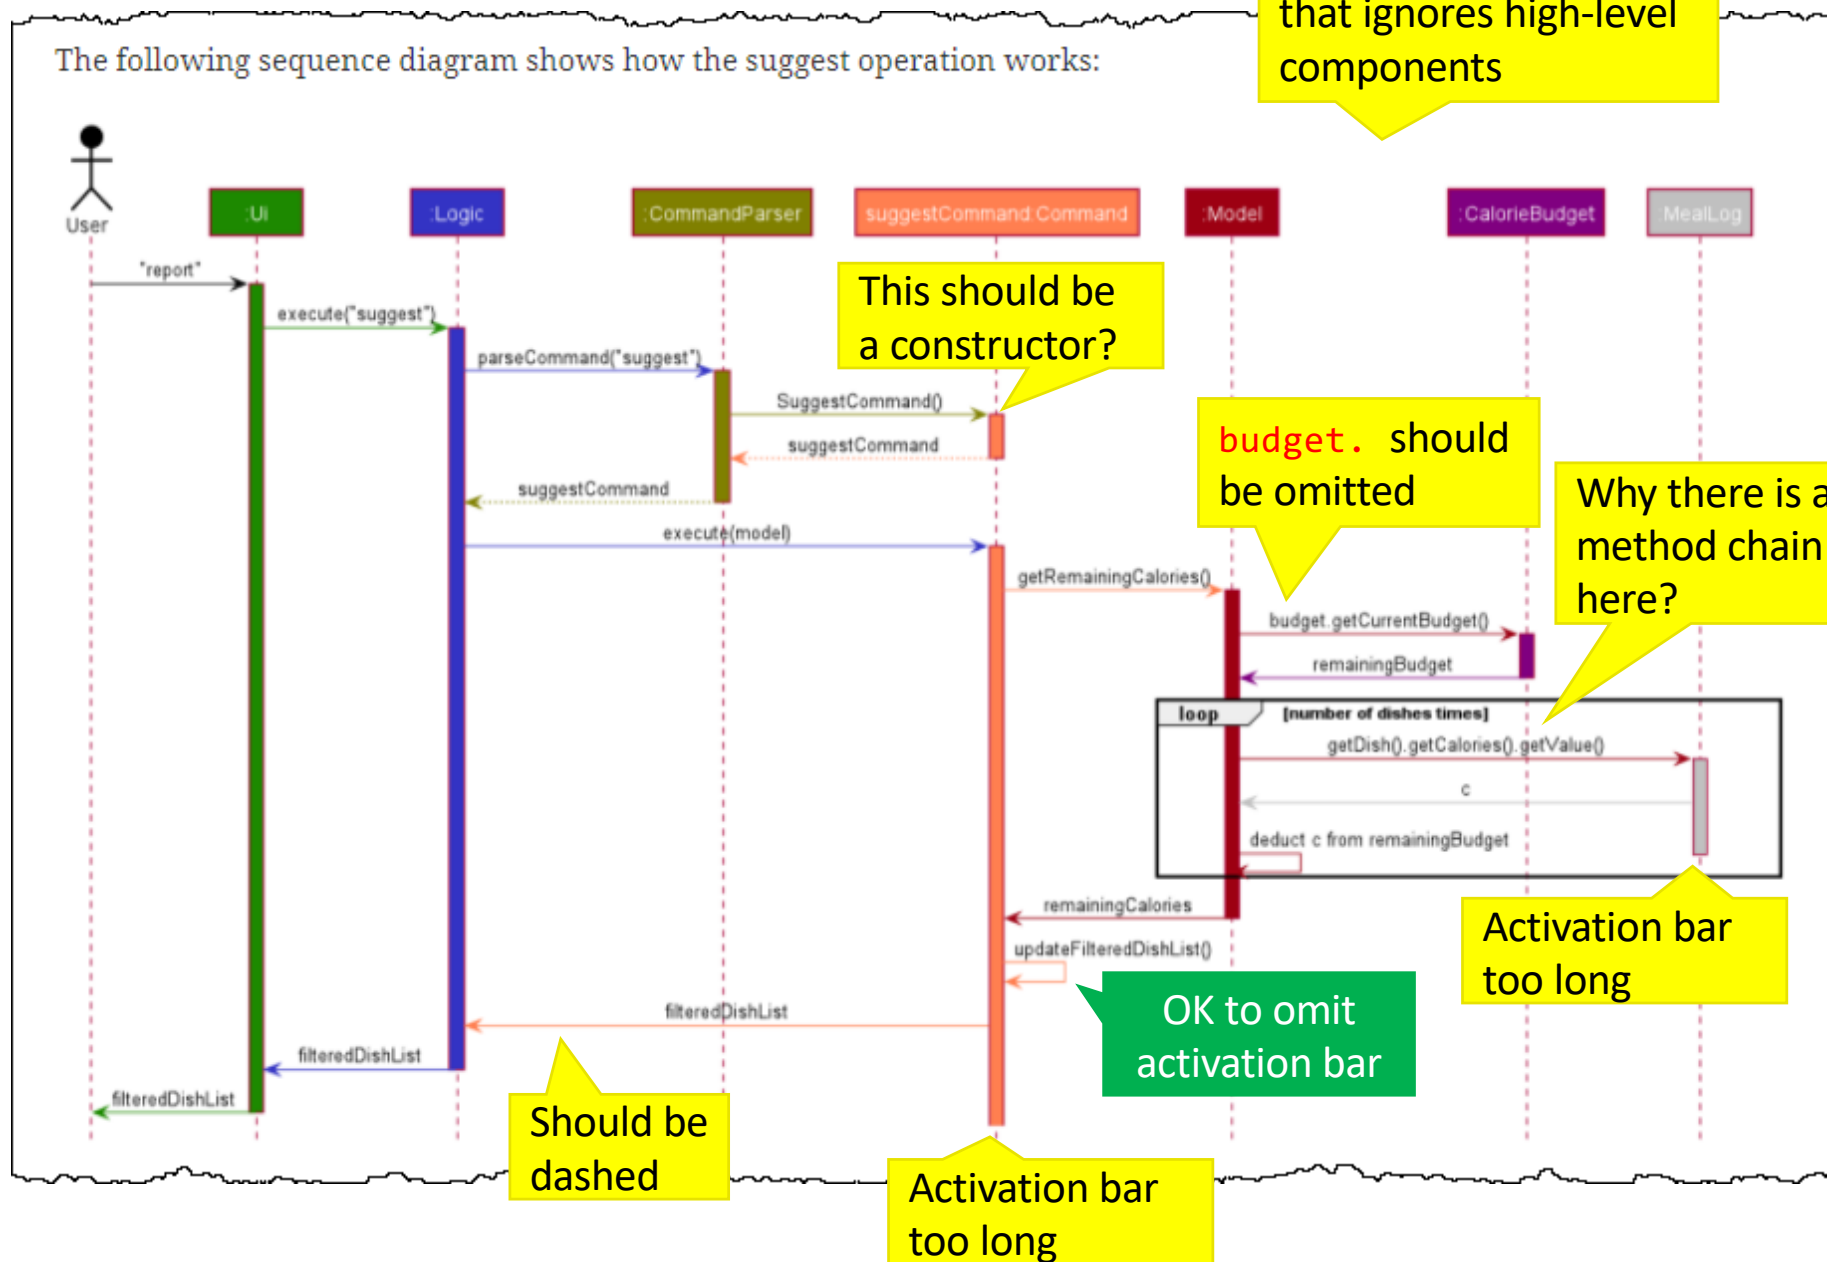 that ignores high-level
components
The following sequence diagram shows how the suggest operation works:
User
:Ui
:Logic
:CommandParser
suggestCommand:Command
:Model
:CalorieBudget
:MealLog
"report"
execute("suggest")
parseCommand("suggest")
SuggestCommand()
suggestCommand
suggestCommand
execute(model)
This should be
a constructor?
getRemainingCalories()
budget. should
be omitted
budget.getCurrentBudget()
remainingBudget
Why there is a
method chain
here?
loop
[number of dishes times]
getDish().getCalories().getValue()
c
deduct c from remainingBudget
remainingCalories
updateFilteredDishList()
Activation bar
too long
OK to omit
activation bar
filteredDishList
filteredDishList
filteredDishList
Should be
dashed
Activation bar
too long